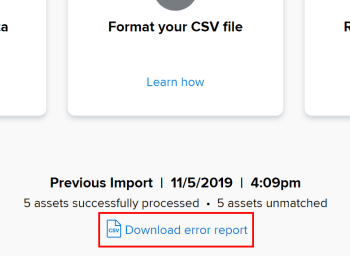 ta
Format your CSV file
R
Learn how
Previous Import | 11/5/2019 | 4:09pm
5 assets successfully processed • 5 assets unmatched
CSV Download error report